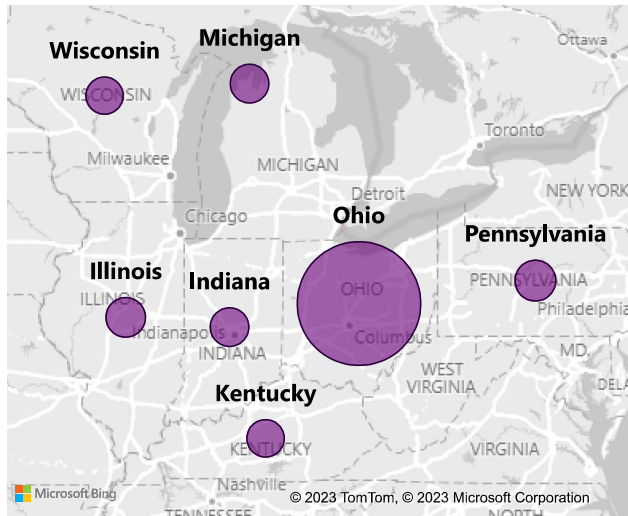 Wisconsin
Michigan
Ottawa
WISCONSIN
Toronto
Milwaukee
MICHIGAN
Detroit
NEW YORK
Chicago
Ohio
Pennsylvania
Illinois
Indiana
OHIO
PENNSYLVANIA
ILLINOIS
Philadelphia
Indianapolis
Columbus
INDIANA
MD.
WEST
VIRGINIA
DELA
Kentucky
KENTUCKY
VIRGINIA
Nashville
Microsoft Bing
© 2023 TomTom, © 2023 Microsoft Corporation
TENNESSEE
NORTH